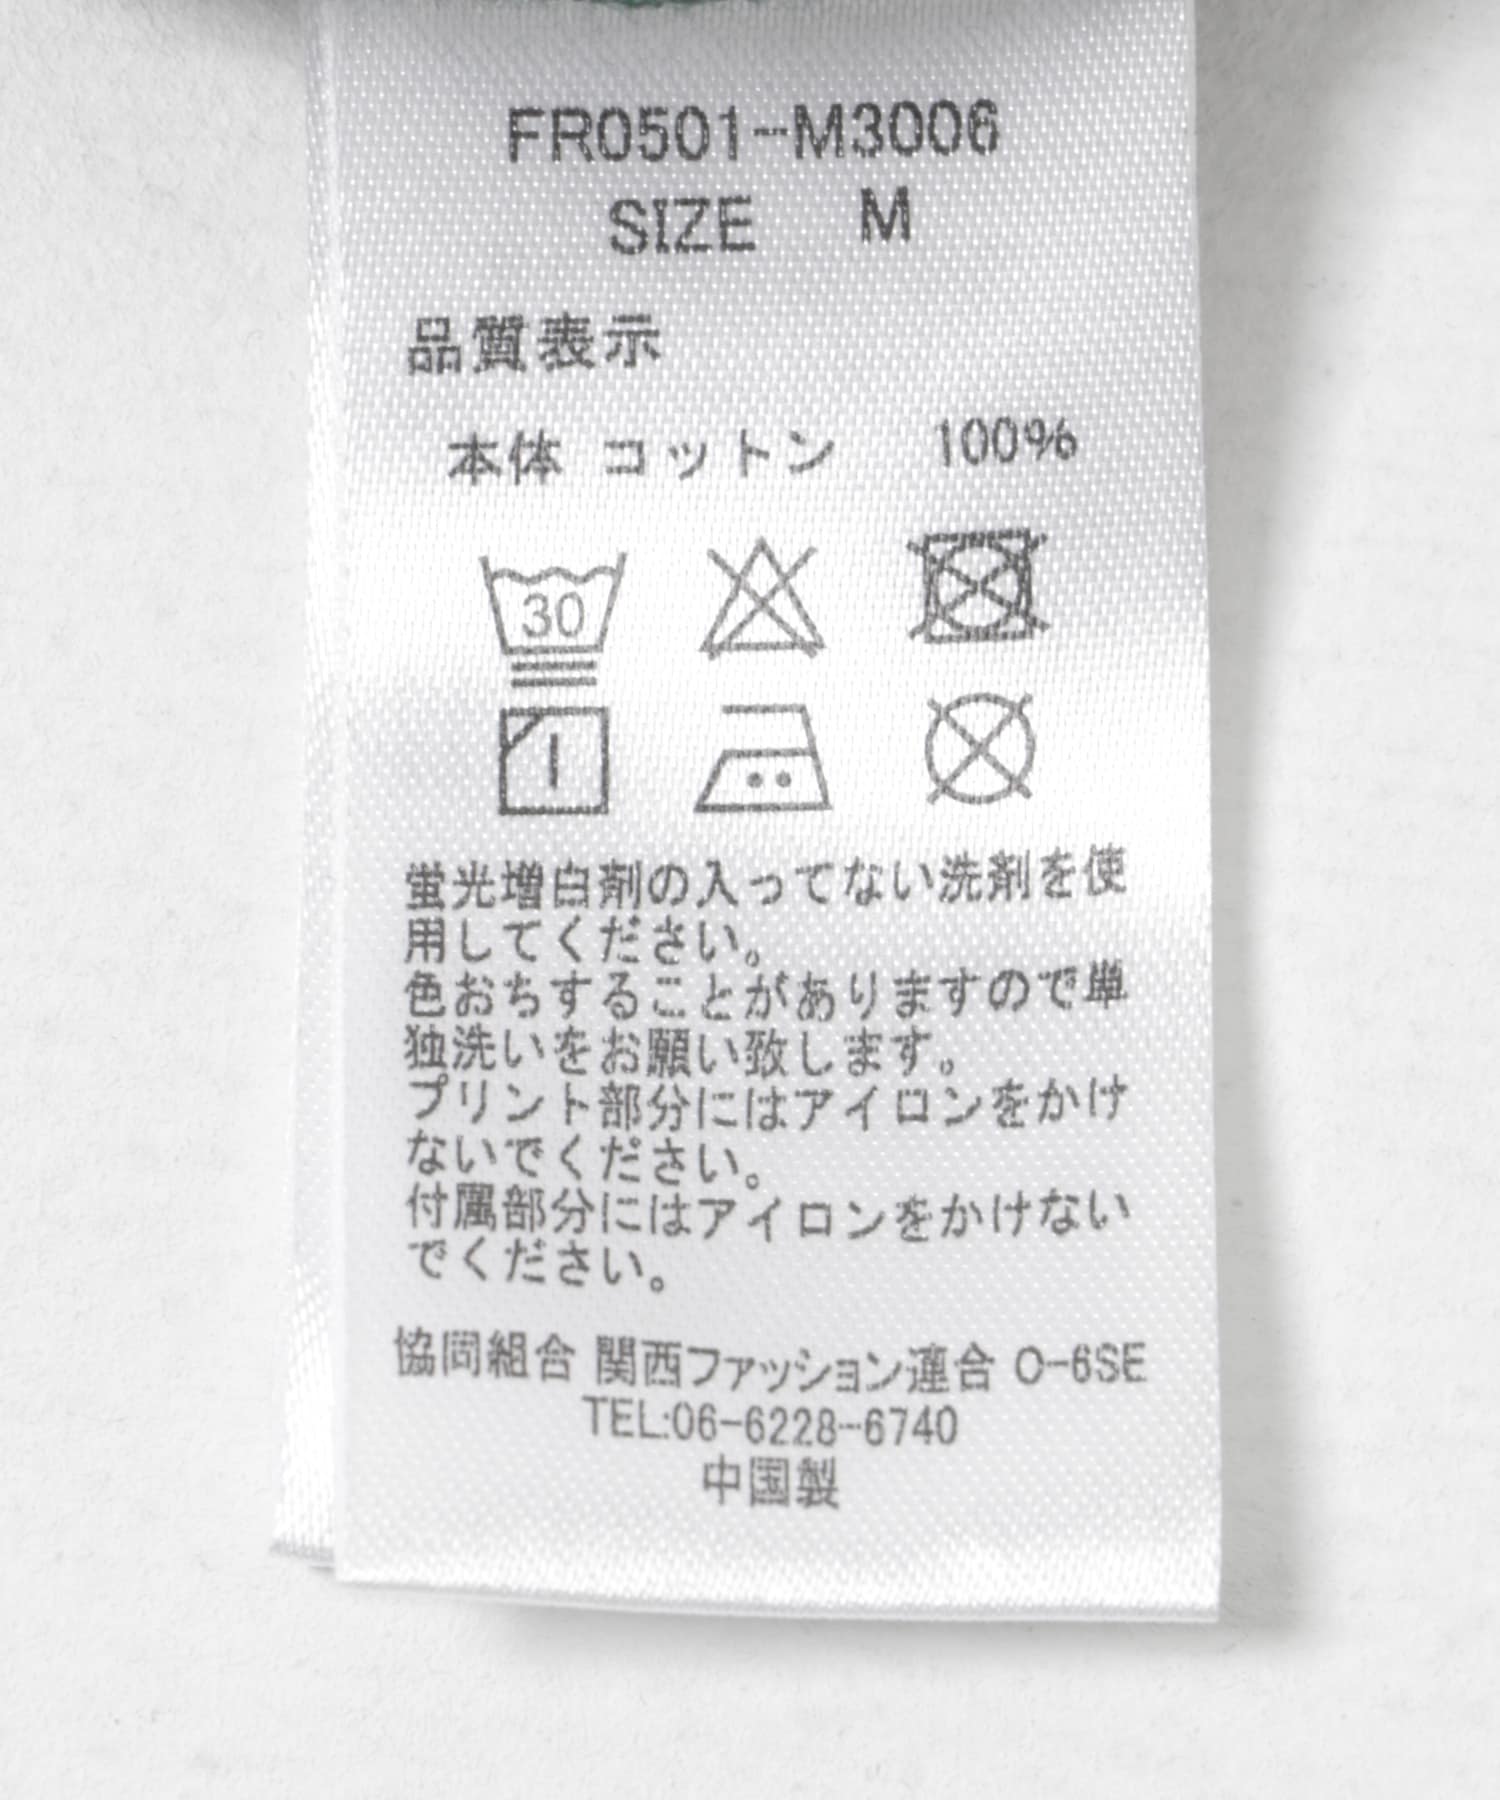 FR0501-M3006
SIZE M
品質表示
本体 コットン 100%
30
蛍光増白剤の入ってない洗剤を使
用してください。
色おちすることがありますので単
独洗いをお願い致します。
プリント部分にはアイロンをかけ
ないでください。
付属部分にはアイロンをかけない
でください。
協同組合 関西ファッション連合 O-6SE
TEL:06-6228-6740
中国製